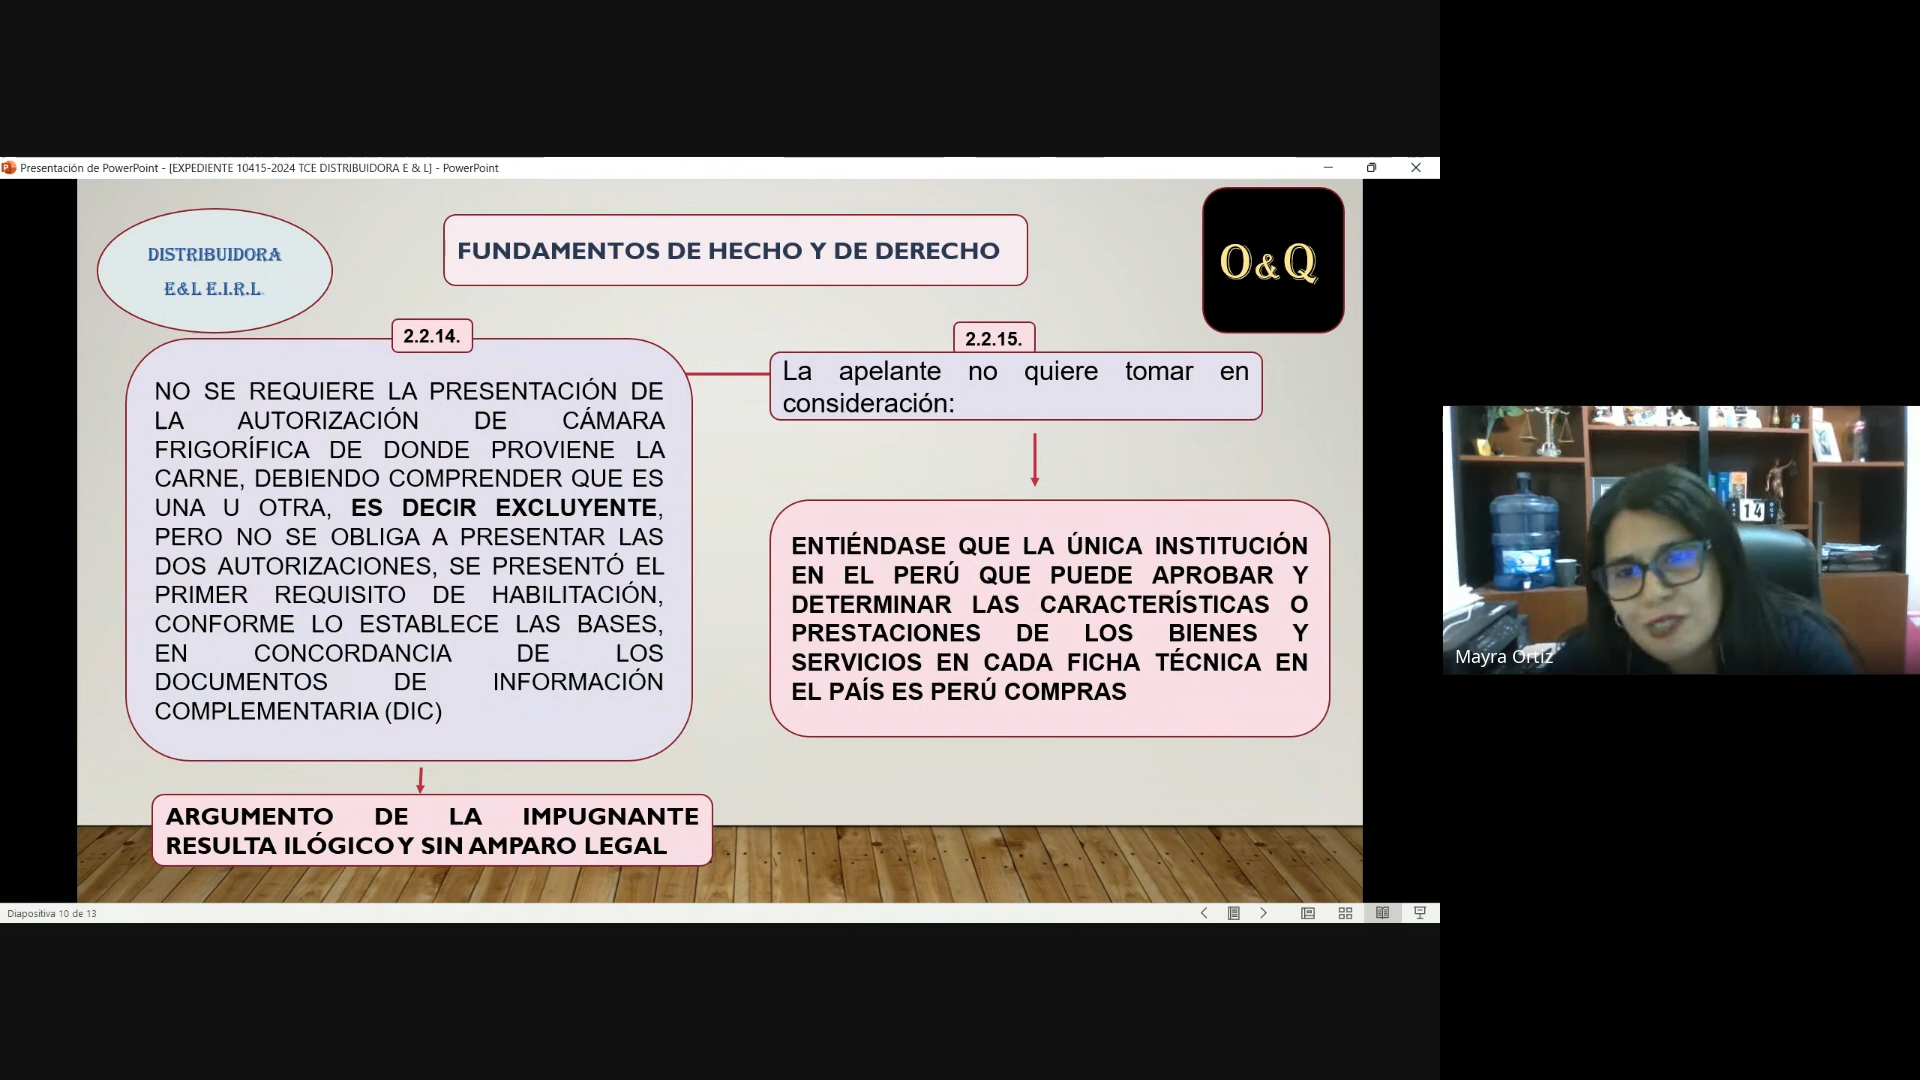 Presentación de PowerPoint - [EXPEDIENTE 10415-2024 TCE DISTRIBUIDORA E & L] - PowerPoint
DISTRIBUIDORA
E&L E.I.R.L.
FUNDAMENTOS DE HECHO Y DE DERECHO
O&Q
2.2.14.
NO SE REQUIERE LA PRESENTACIÓN DE
LA AUTORIZACIÓN DE CÁMARA
FRIGORÍFICA DE DONDE PROVIENE LA
CARNE, DEBIENDO COMPRENDER QUE ES
UNA U OTRA, ES DECIR EXCLUYENTE,
PERO NO SE OBLIGA A PRESENTAR LAS
DOS AUTORIZACIONES, SE PRESENTÓ EL
PRIMER REQUISITO DE HABILITACIÓN,
CONFORME LO ESTABLECE LAS BASES,
EN CONCORDANCIA DE LOS
DOCUMENTOS DE INFORMACIÓN
COMPLEMENTARIA (DIC)
ARGUMENTO DE LA IMPUGNANTE
RESULTA ILÓGICO Y SIN AMPARO LEGAL
2.2.15.
La apelante no quiere tomar en
consideración:
ENTIÉNDASE QUE LA ÚNICA INSTITUCIÓN
EN EL PERÚ QUE PUEDE APROBAR Y
DETERMINAR LAS CARACTERÍSTICAS O
PRESTACIONES DE LOS BIENES Y
SERVICIOS EN CADA FICHA TÉCNICA EN
EL PAÍS ES PERÚ COMPRAS
Diapositiva 10 de 13
14
Mayra Ortiz